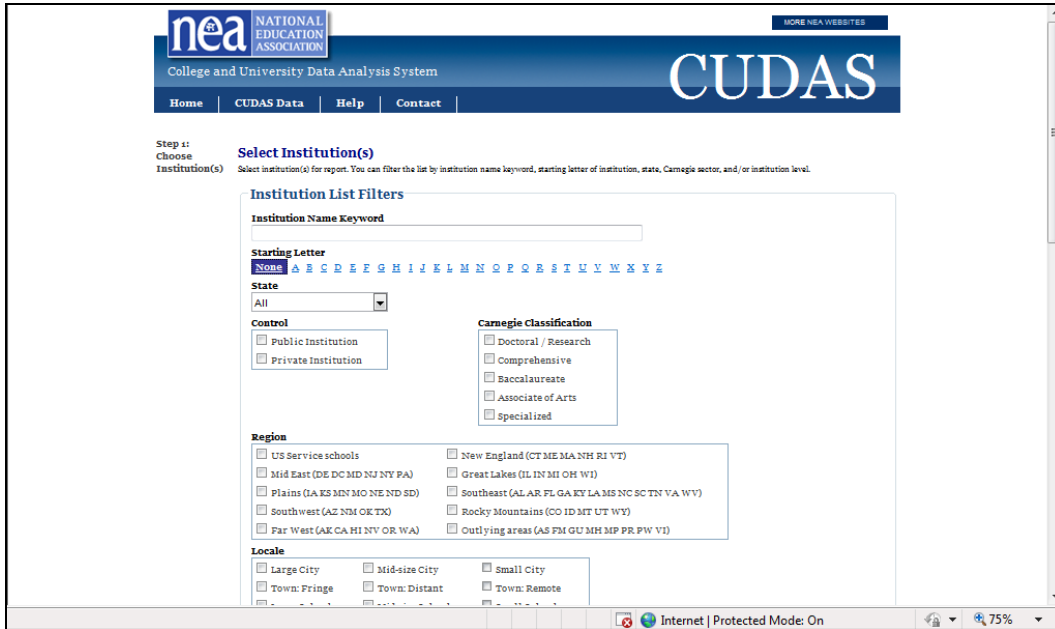 nea NATIONAL EDUCATION ASSOCIATION
MORE NEA WEBSITES
College and University Data Analysis System
CUDAS
Home | CUDAS Data | Help | Contact |
Step 1:
Choose
Institution(s)
Select Institution(s)
Select institution(s) for report. You can filter the list by institution name keyword, starting letter of institution, state, Carnegie sector, and/or institution level.
Institution List Filters
Institution Name Keyword
Starting Letter
None A B C D E F G H I J K L M N O P Q R S T U V W X Y Z
State
All
Control
Public Institution
Private Institution
Carnegie Classification
Doctoral / Research
Comprehensive
Baccalaureate
Associate of Arts
Specialized
Region
US Service schools
New England (CT ME MA NH RI VT)
Mid East (DE DC MD NJ NY PA)
Great Lakes (IL IN MI OH WI)
Plains (IA KS MN MO NE ND SD)
Southeast (AL AR FL GA KY LA MS NC SC TN VA WV)
Southwest (AZ NM OK TX)
Rocky Mountains (CO ID MT UT WY)
Far West (AK CA HI NV OR WA)
Outlying areas (AS FM GU MH MP PR PW VI)
Locale
Large City
Mid-size City
Small City
Town: Fringe
Town: Distant
Town: Remote
Internet | Protected Mode: On
75%